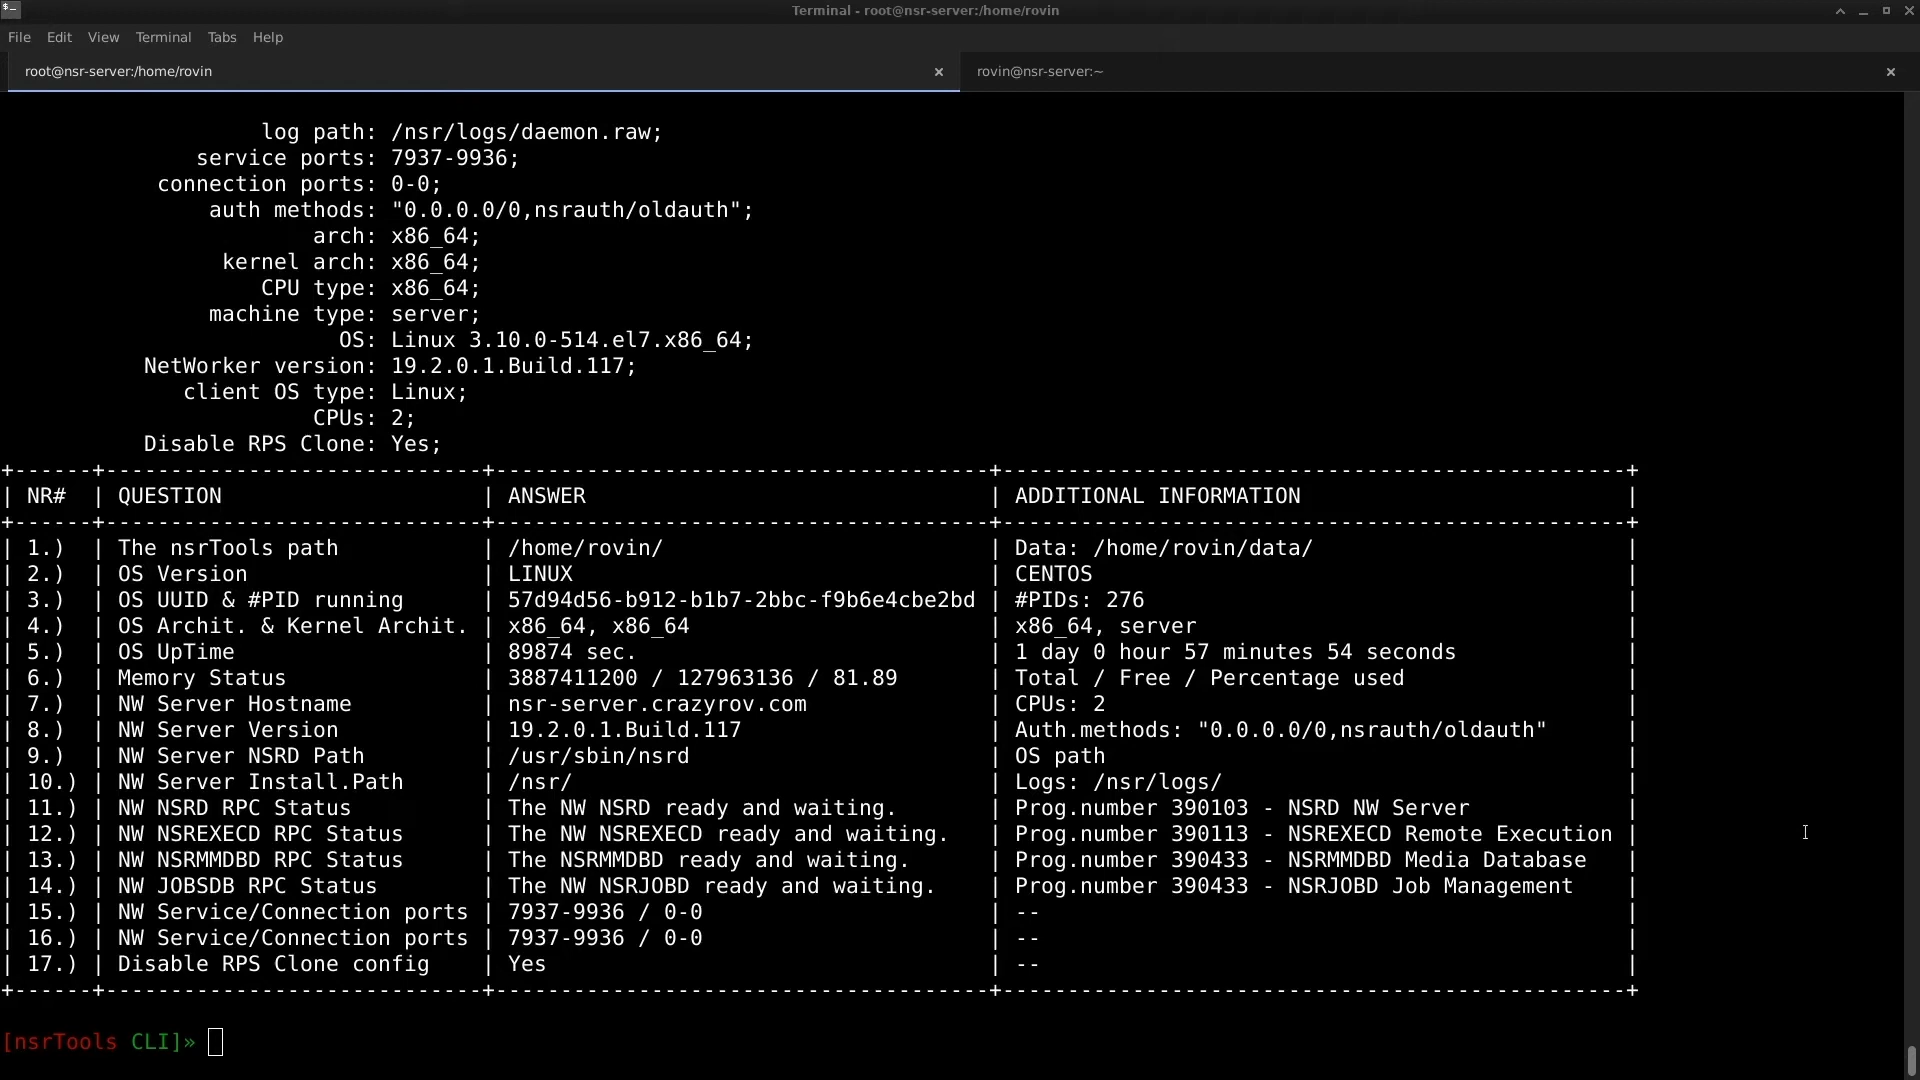 Terminal - root@nsr-server:/home/rovin
File Edit View Terminal Tabs Help
root@nsr-server:/home/rovin × rovin@nsr-server:~ ×
log path: /nsr/logs/daemon.raw;
service ports: 7937-9936;
connection ports: 0-0;
auth methods: "0.0.0.0/0,nsrauth/oldauth";
arch: x86_64;
kernel arch: x86_64;
CPU type: x86_64;
machine type: server;
OS: Linux 3.10.0-514.el7.x86_64;
NetWorker version: 19.2.0.1.Build.117;
client OS type: Linux;
CPUs: 2;
Disable RPS Clone: Yes;
+------+-----------------------------+--------------------------------------+------------------------------------------------+
| NR# | QUESTION | ANSWER | ADDITIONAL INFORMATION |
+------+-----------------------------+--------------------------------------+------------------------------------------------+
| 1.) | The nsrTools path | /home/rovin/ | Data: /home/rovin/data/ |
| 2.) | OS Version | LINUX | CENTOS |
| 3.) | OS UUID & #PID running | 57d94d56-b912-b1b7-2bbc-f9b6e4cbe2bd | #PIDs: 276 |
| 4.) | OS Archit. & Kernel Archit. | x86_64, x86_64 | x86_64, server |
| 5.) | OS UpTime | 89874 sec. | 1 day 0 hour 57 minutes 54 seconds |
| 6.) | Memory Status | 3887411200 / 127963136 / 81.89 | Total / Free / Percentage used |
| 7.) | NW Server Hostname | nsr-server.crazyrov.com | CPUs: 2 |
| 8.) | NW Server Version | 19.2.0.1.Build.117 | Auth.methods: "0.0.0.0/0,nsrauth/oldauth" |
| 9.) | NW Server NSRD Path | /usr/sbin/nsrd | OS path |
| 10.) | NW Server Install.Path | /nsr/ | Logs: /nsr/logs/ |
| 11.) | NW NSRD RPC Status | The NW NSRD ready and waiting. | Prog.number 390103 - NSRD NW Server |
| 12.) | NW NSREXECD RPC Status | The NW NSREXECD ready and waiting. | Prog.number 390113 - NSREXECD Remote Execution |
| 13.) | NW NSRMMDBD RPC Status | The NSRMMDBD ready and waiting. | Prog.number 390433 - NSRMMDBD Media Database |
| 14.) | NW JOBSDB RPC Status | The NW NSRJOBD ready and waiting. | Prog.number 390433 - NSRJOBD Job Management |
| 15.) | NW Service/Connection ports | 7937-9936 / 0-0 | -- |
| 16.) | NW Service/Connection ports | 7937-9936 / 0-0 | -- |
| 17.) | Disable RPS Clone config | Yes | -- |
+------+-----------------------------+--------------------------------------+------------------------------------------------+
[nsrTools CLI]»